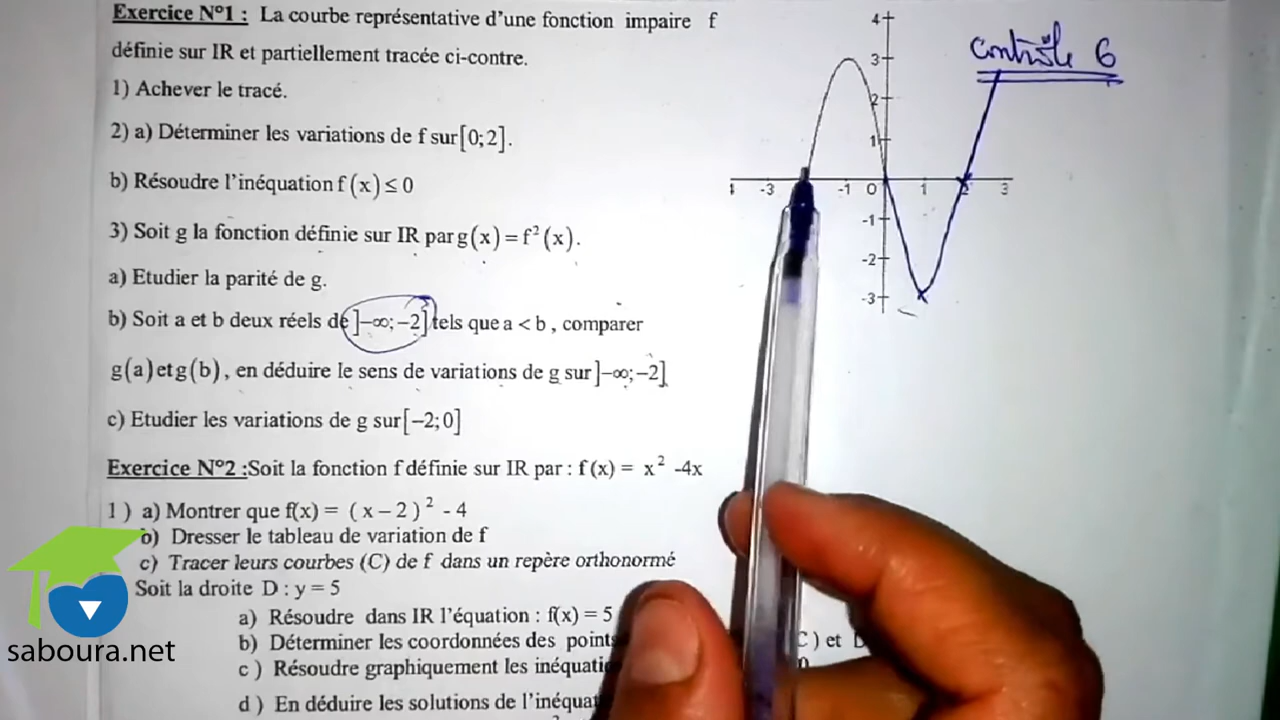 Exercice N°1 : La courbe représentative d'une fonction impaire f
définie sur IR et partiellement tracée ci-contre.
1) Achever le tracé.
2) a) Déterminer les variations de f sur [0;2].
b) Résoudre l'inéquation f(x) ≤ 0
3) Soit g la fonction définie sur IR par g(x) = f²(x).
a) Etudier la parité de g.
b) Soit a et b deux réels de ]-∞;-2] tels que a < b , comparer
g(a) et g(b), en déduire le sens de variations de g sur ]-∞;-2]
c) Etudier les variations de g sur [-2;0]
Exercice N°2 : Soit la fonction f définie sur IR par : f(x) = x² -4x
1 ) a) Montrer que f(x) = ( x – 2 ) ² - 4
b) Dresser le tableau de variation de f
c) Tracer leurs courbes (C) de f dans un repère orthonormé
Soit la droite D : y = 5
a) Résoudre dans IR l'équation : f(x) = 5
b) Déterminer les coordonnées des points C ) et
c ) Résoudre graphiquement les
d ) En déduire les solutions de
contrôle 6
4
3
2
1
-3 -1 0 1 2 3
-1
-2
-3
saboura.net